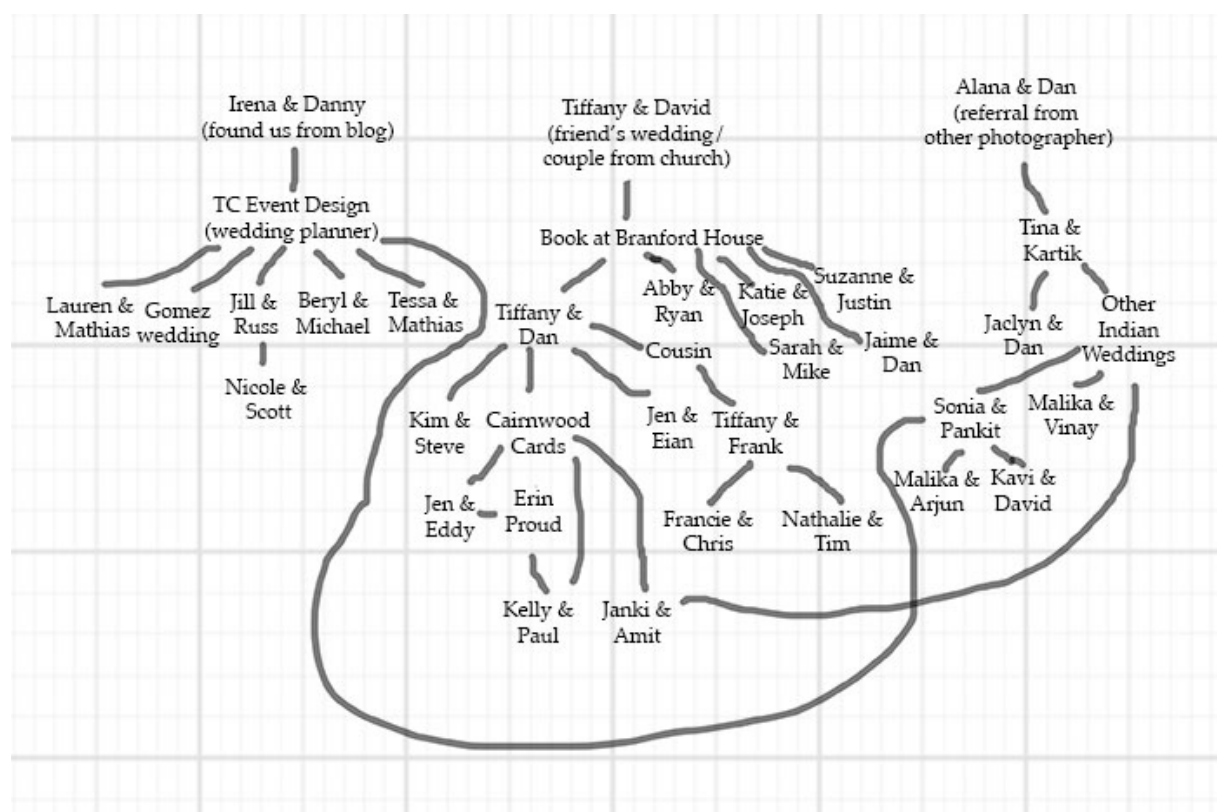 Irena & Danny
(found us from blog)
TC Event Design
(wedding planner)
Lauren &
Mathias
Gomez
wedding
Jill &
Russ
Beryl &
Michael
Tessa &
Mathias
Nicole &
Scott
Tiffany & David
(friend's wedding/
couple from church)
Book at Branford House
Tiffany &
Dan
Abby &
Ryan
Katie &
Joseph
Suzanne &
Justin
Cousin
Sarah &
Mike
Jaime &
Dan
Kim &
Steve
Cairnwood
Cards
Jen &
Eian
Tiffany &
Frank
Jen &
Eddy
Erin
Proud
Francie &
Chris
Nathalie &
Tim
Kelly &
Paul
Janki &
Amit
Alana & Dan
(referral from
other photographer)
Tina &
Kartik
Jaclyn &
Dan
Other
Indian
Weddings
Sonia &
Pankit
Malika &
Vinay
Malika &
Arjun
Kavi &
David